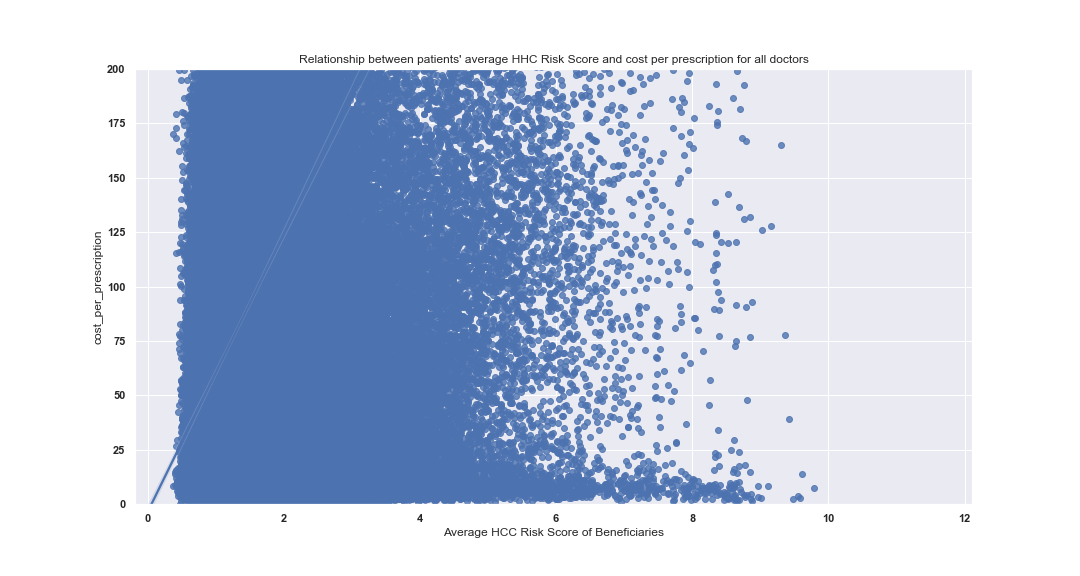 Relationship between patients' average HHC Risk Score and cost per prescription for all doctors
200
175
150
125
100
75
50
25
0
cost_per_prescription
0 2 4 6 8 10 12
Average HCC Risk Score of Beneficiaries